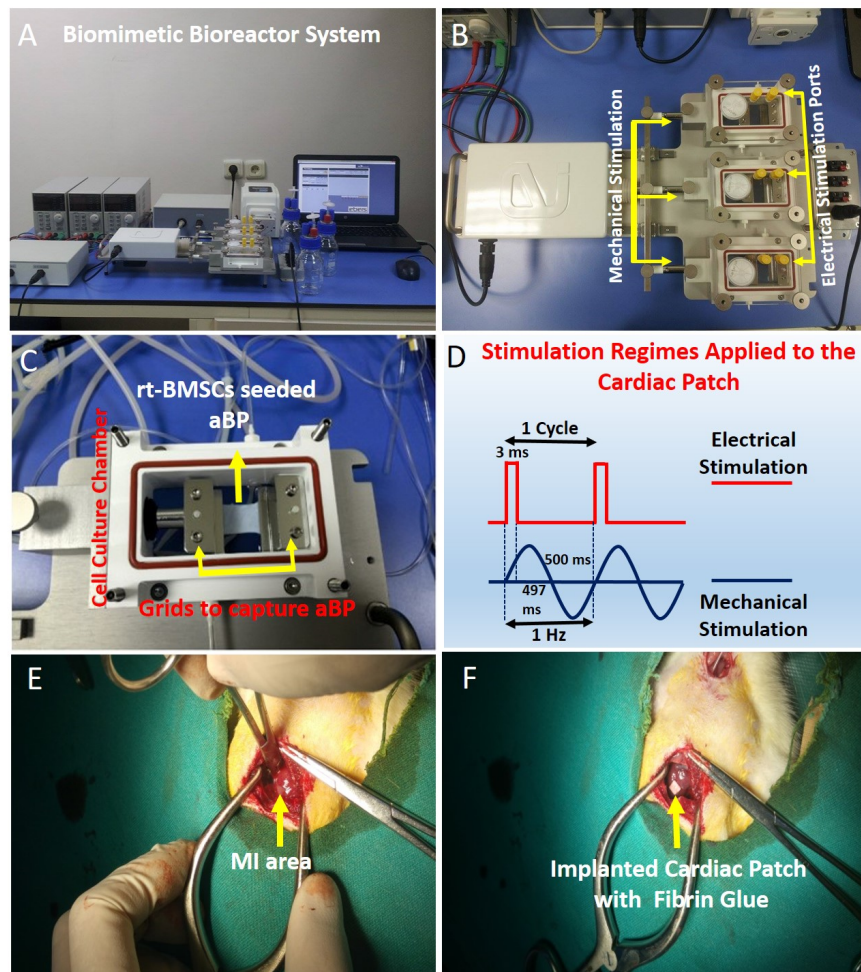 A
Biomimetic Bioreactor System
B
Mechanical Stimulation
Electrical Stimulation Ports
C
rt-BMSCs seeded
aBP
Cell Culture Chamber
Grids to capture aBP
D
Stimulation Regimes Applied to the
Cardiac Patch
1 Cycle
3 ms
Electrical
Stimulation
500 ms
497
ms
Mechanical
Stimulation
1 Hz
E
MI area
F
Implanted Cardiac Patch
with Fibrin Glue